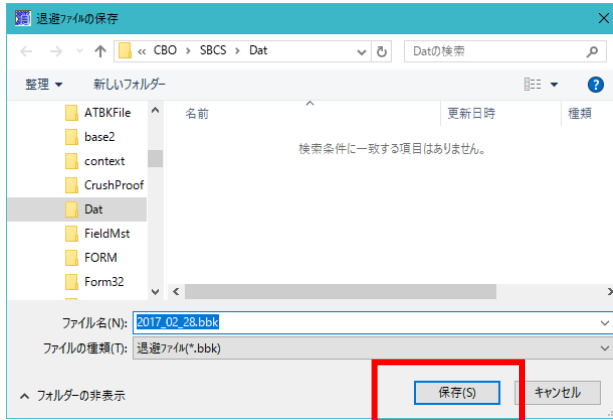 退避ﾌｧｲﾙの保存
« CBO › SBCS › Dat
Datの検索
整理 ▼ 新しいフォルダー
ATBKFile
base2
context
CrushProof
Dat
FieldMst
FORM
Form32
名前 更新日時 種類
検索条件に一致する項目はありません。
ファイル名(N): 2017_02_28.bbk
ファイルの種類(T): 退避ﾌｧｲﾙ(*.bbk)
フォルダーの非表示
保存(S) キャンセル